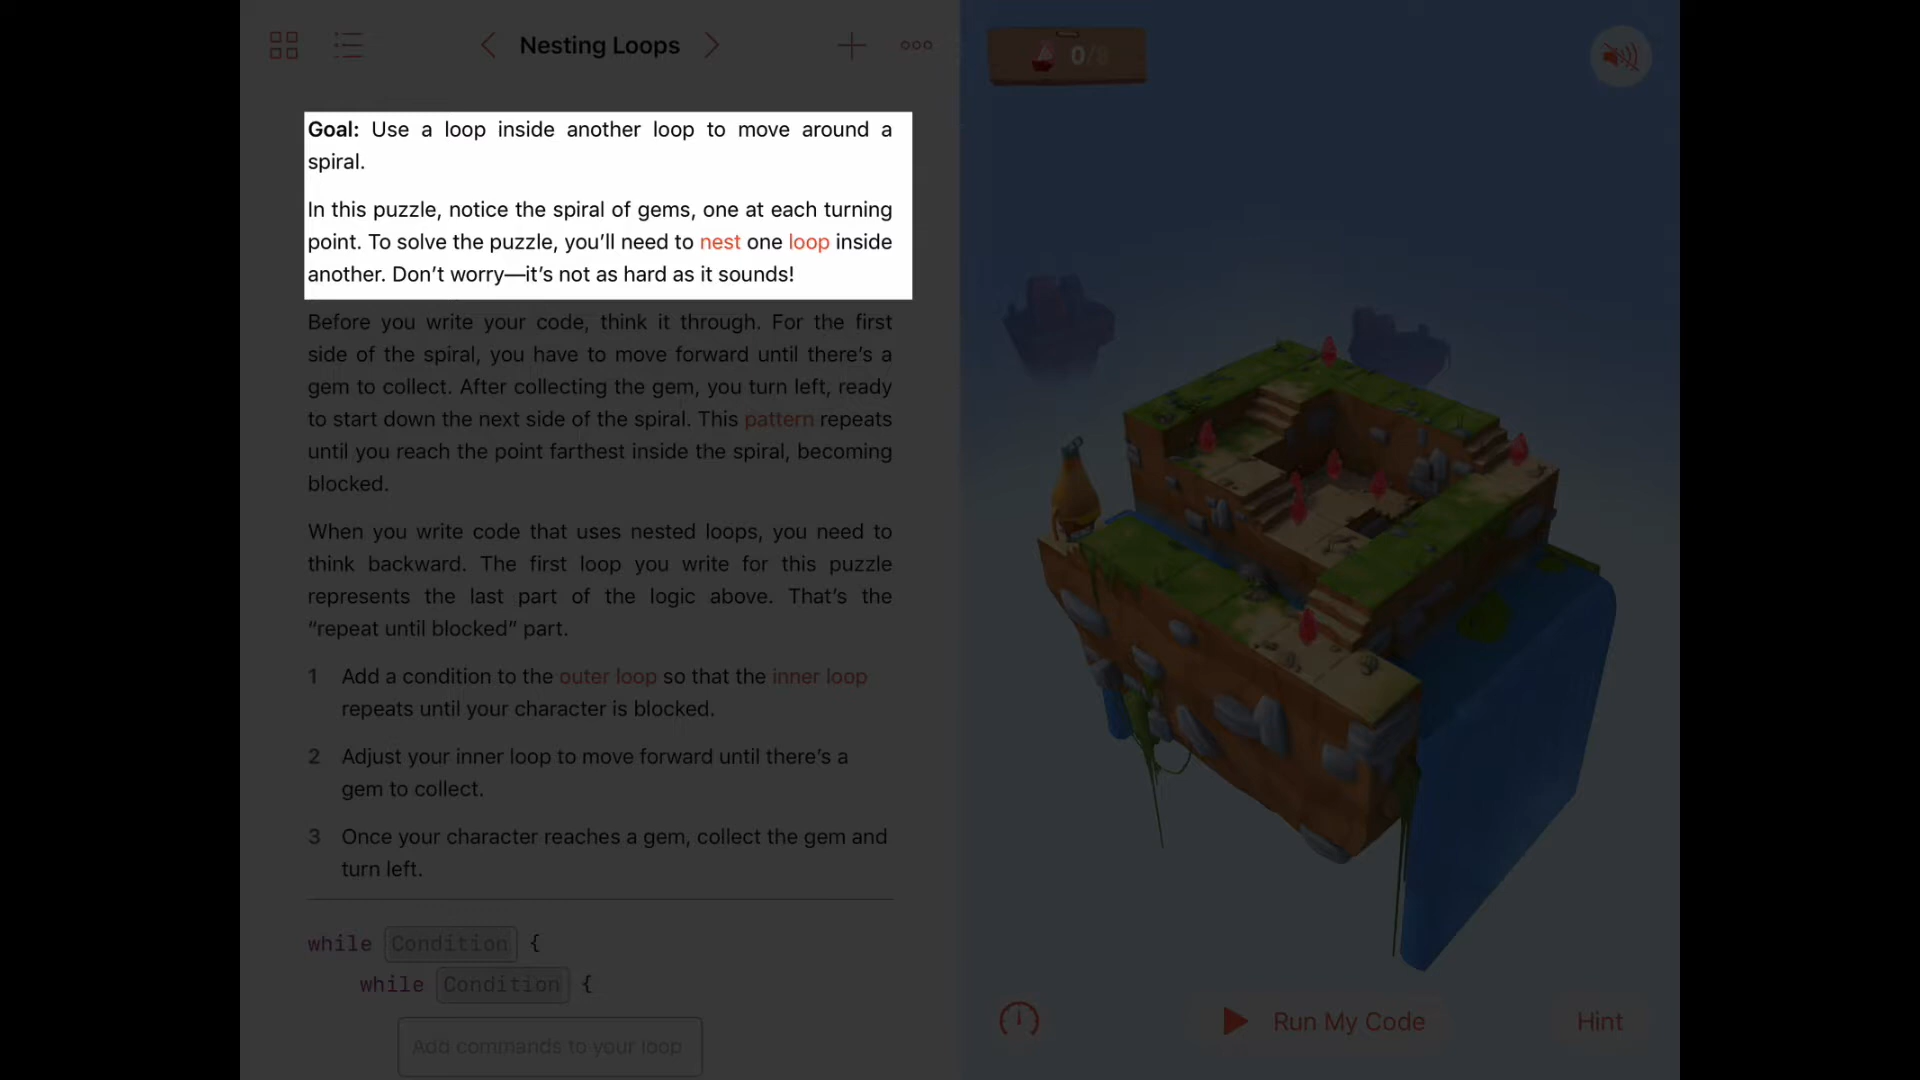 Nesting Loops
0/8
Goal: Use a loop inside another loop to move around a
spiral.
In this puzzle, notice the spiral of gems, one at each turning
point. To solve the puzzle, you’ll need to nest one loop inside
another. Don’t worry—it’s not as hard as it sounds!
Before you write your code, think it through. For the first
side of the spiral, you have to move forward until there’s a
gem to collect. After collecting the gem, you turn left, ready
to start down the next side of the spiral. This pattern repeats
until you reach the point farthest inside the spiral, becoming
blocked.
When you write code that uses nested loops, you need to
think backward. The first loop you write for this puzzle
represents the last part of the logic above. That’s the
“repeat until blocked” part.
1 Add a condition to the outer loop so that the inner loop
repeats until your character is blocked.
2 Adjust your inner loop to move forward until there’s a
gem to collect.
3 Once your character reaches a gem, collect the gem and
turn left.
while Condition {
while Condition {
Add commands to your loop
Run My Code
Hint